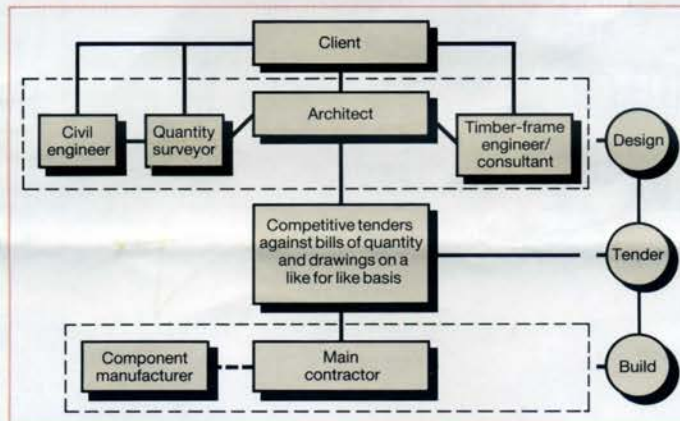 Client
Civil
engineer
Quantity
surveyor
Architect
Timber-frame
engineer/
consultant
Design
Competitive tenders
against bills of quantity
and drawings on a
like for like basis
Tender
Component
manufacturer
Main
contractor
Build